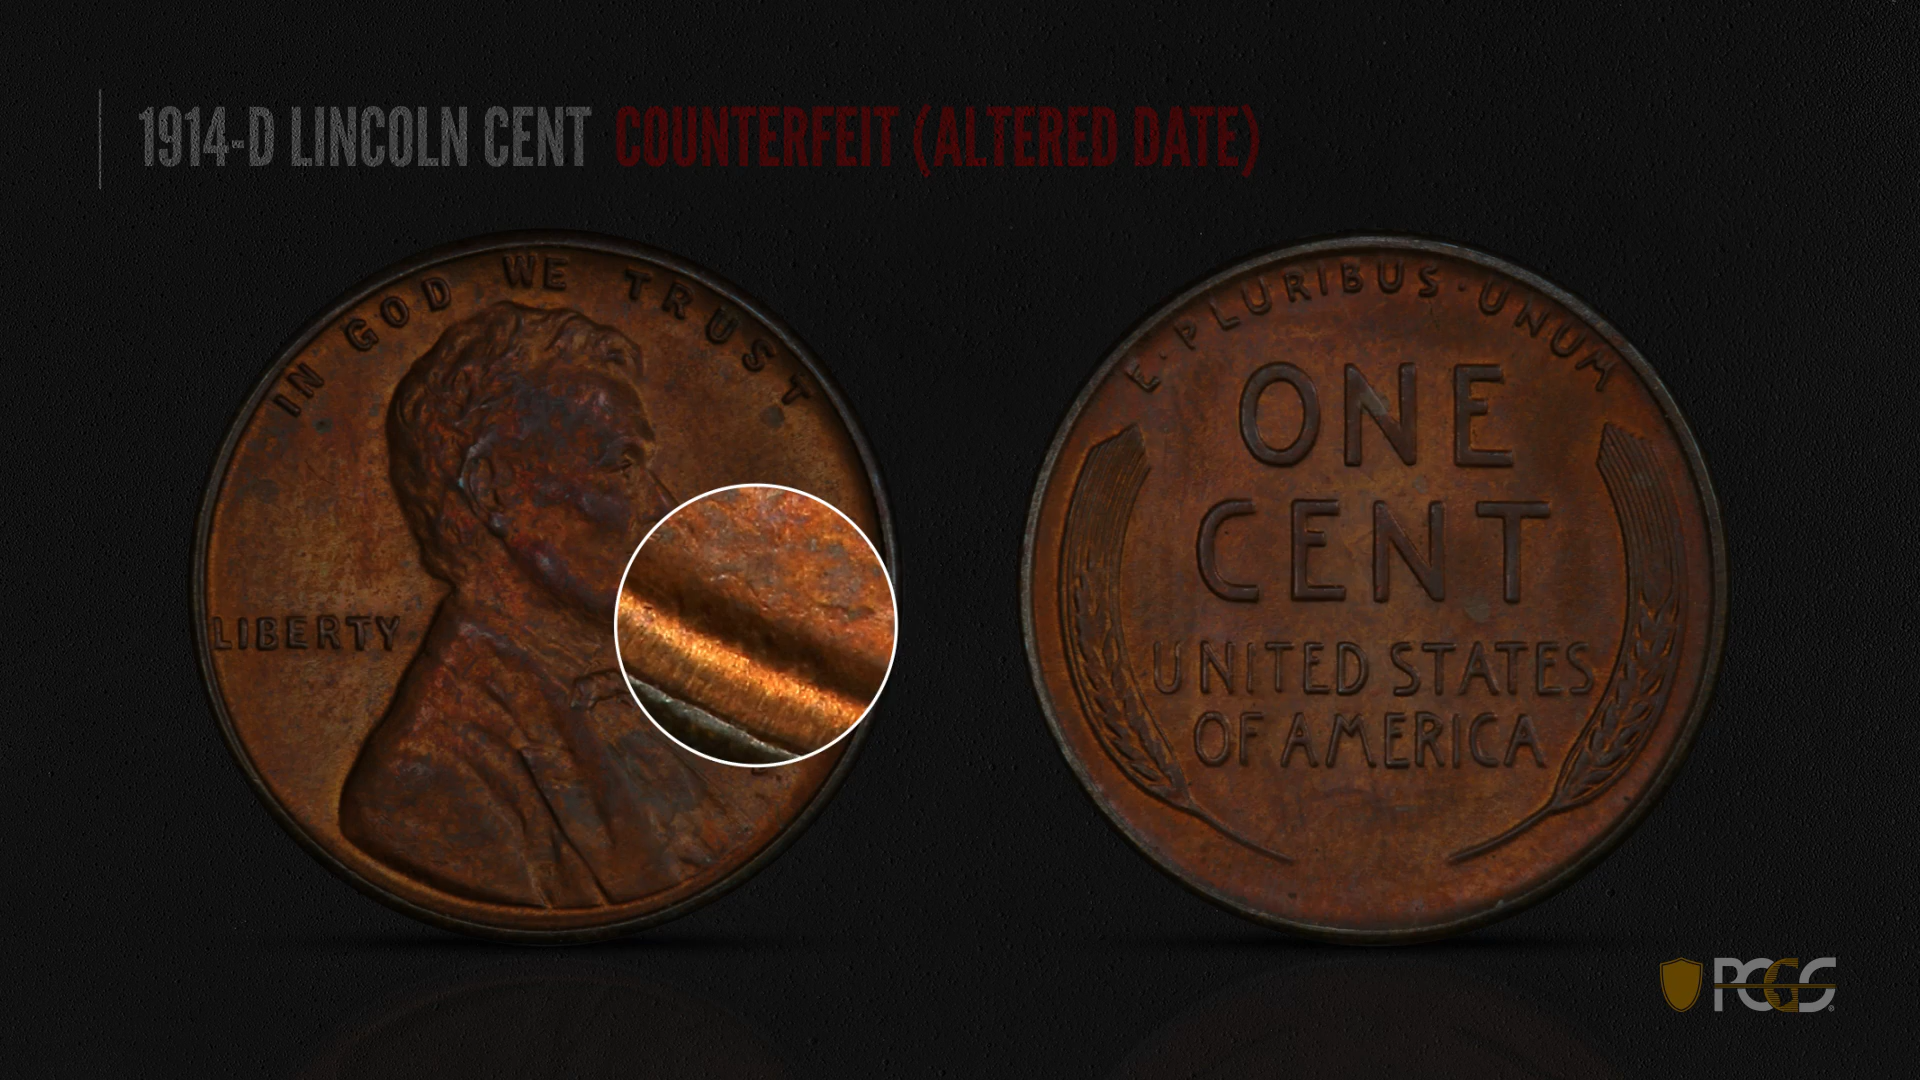 1914-D LINCOLN CENT COUNTERFEIT (ALTERED DATE)
IN GOD WE TRUST
LIBERTY
E·PLURIBUS·UNUM
ONE
CENT
UNITED STATES
OF AMERICA
PCGS